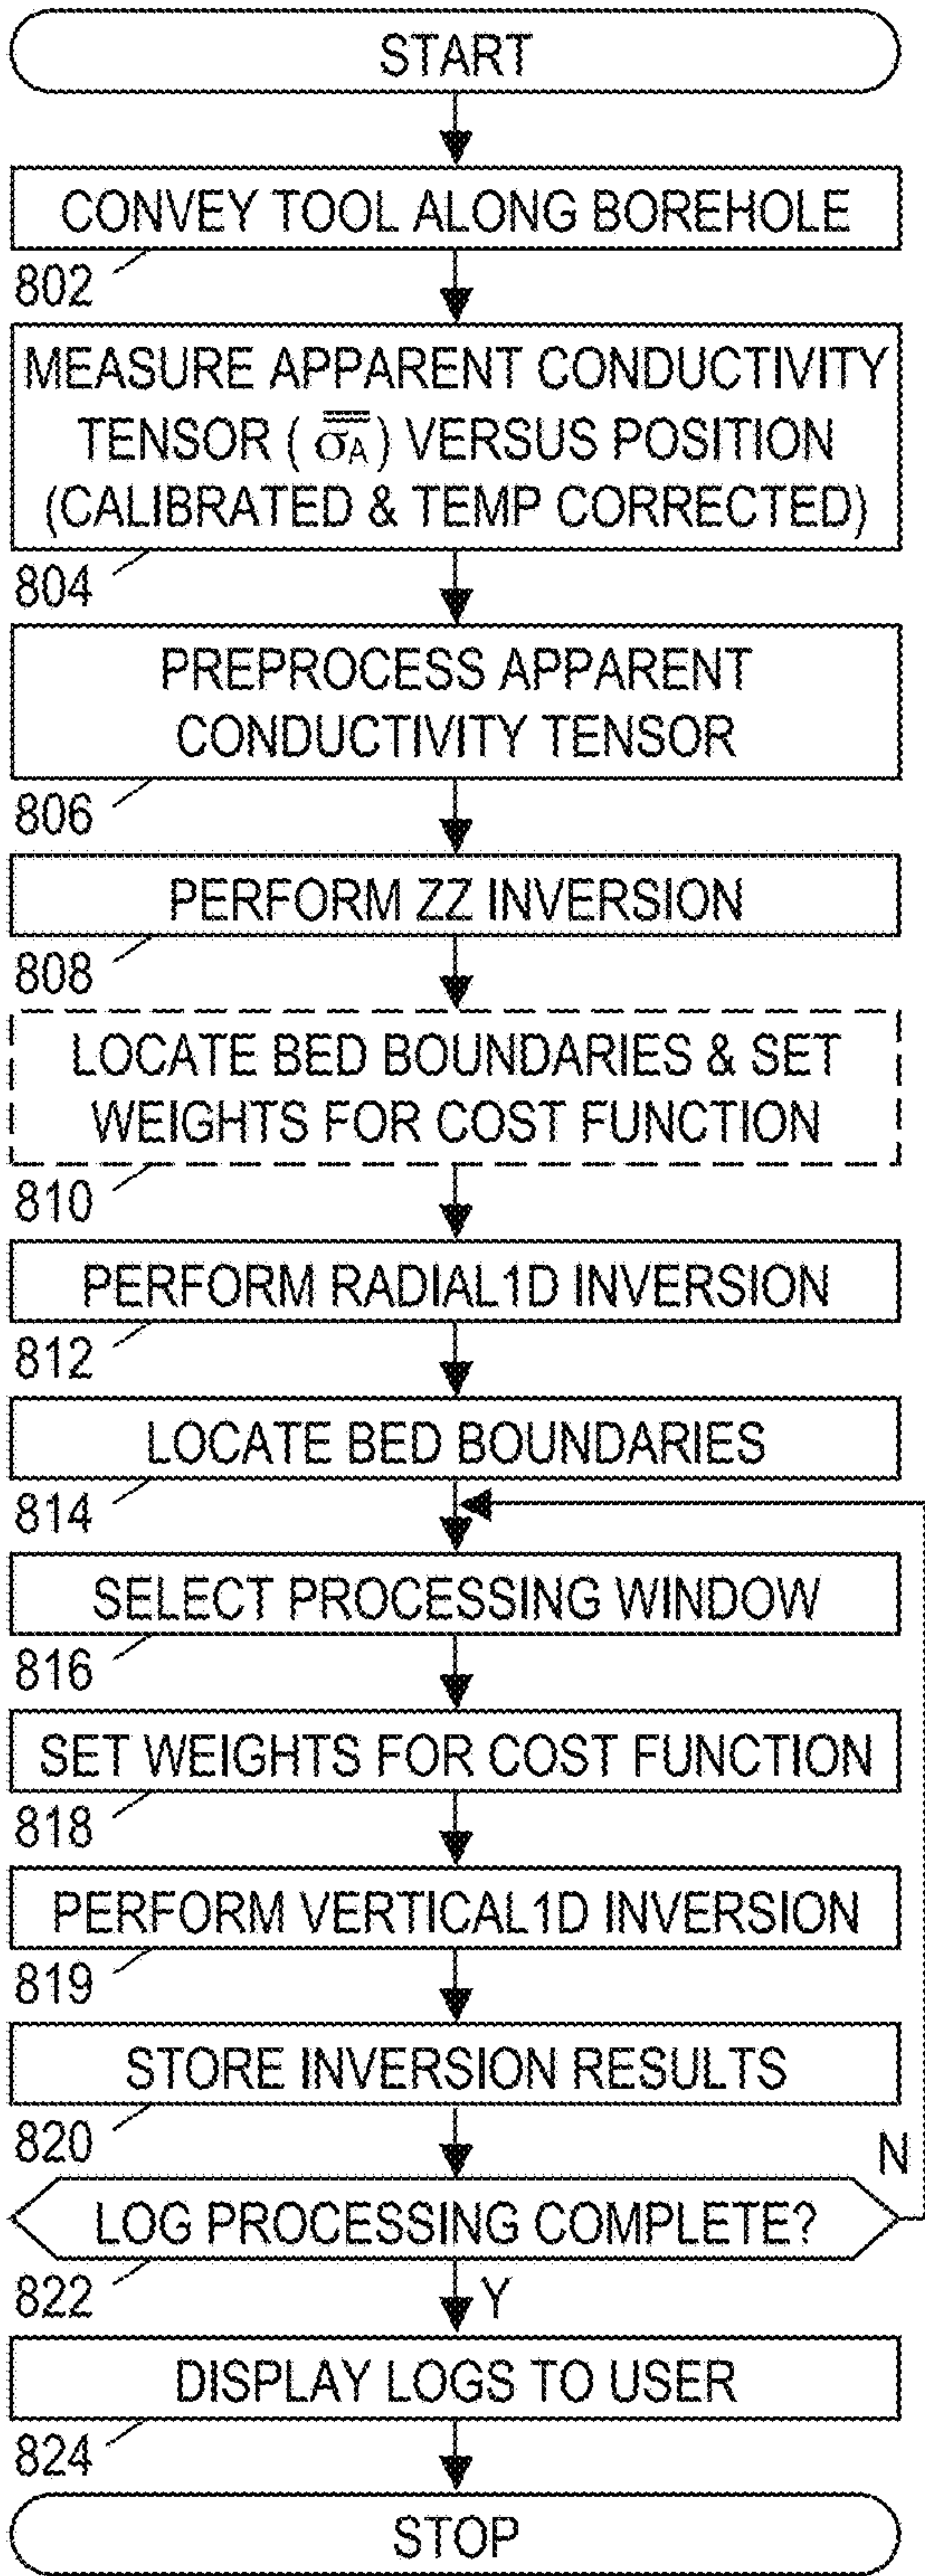 START
CONVEY TOOL ALONG BOREHOLE
802
MEASURE APPARENT CONDUCTIVITY
TENSOR ( σ̿A ) VERSUS POSITION
(CALIBRATED & TEMP CORRECTED)
804
PREPROCESS APPARENT
CONDUCTIVITY TENSOR
806
PERFORM ZZ INVERSION
808
LOCATE BED BOUNDARIES & SET
WEIGHTS FOR COST FUNCTION
810
PERFORM RADIAL1D INVERSION
812
LOCATE BED BOUNDARIES
814
SELECT PROCESSING WINDOW
816
SET WEIGHTS FOR COST FUNCTION
818
PERFORM VERTICAL1D INVERSION
819
STORE INVERSION RESULTS
820
N
LOG PROCESSING COMPLETE?
822
Y
DISPLAY LOGS TO USER
824
STOP